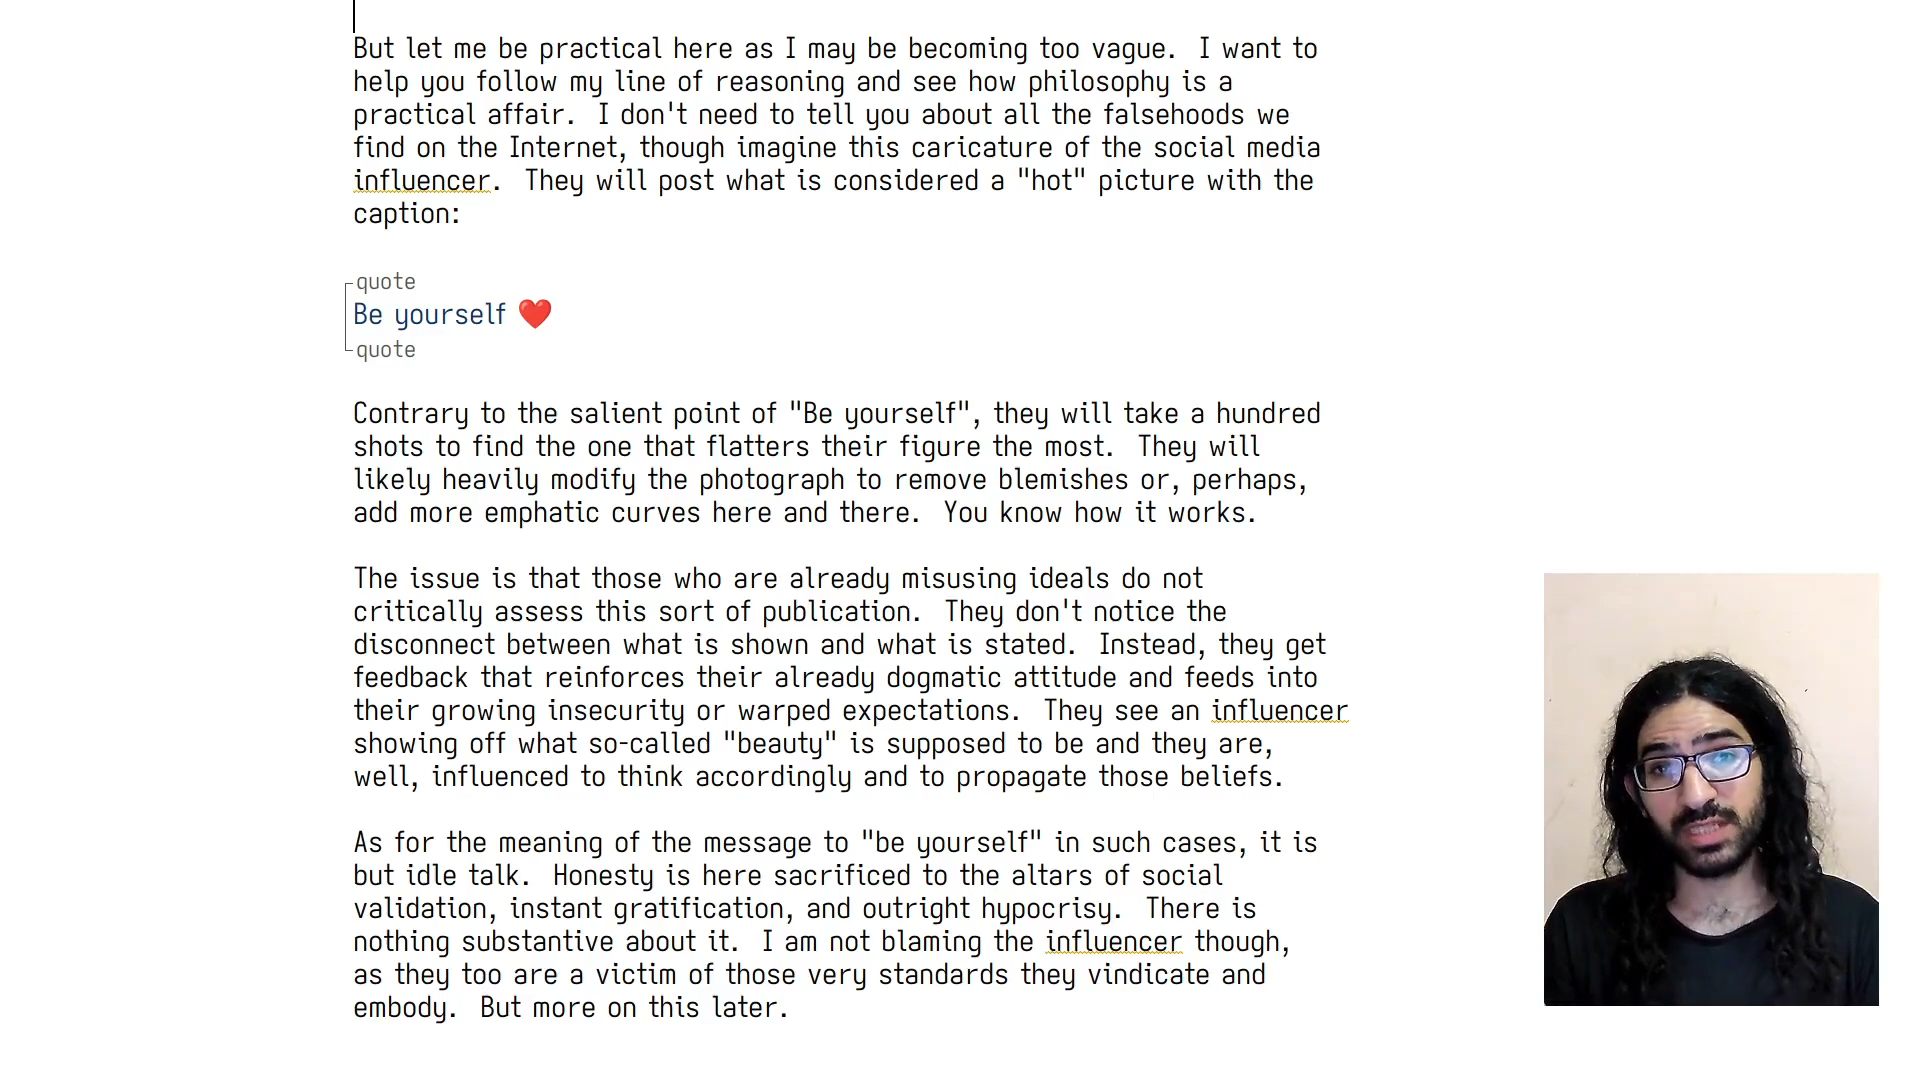 But let me be practical here as I may be becoming too vague.  I want to
help you follow my line of reasoning and see how philosophy is a
practical affair.  I don't need to tell you about all the falsehoods we
find on the Internet, though imagine this caricature of the social media
influencer.  They will post what is considered a "hot" picture with the
caption:
quote
Be yourself ❤️
quote
Contrary to the salient point of "Be yourself", they will take a hundred
shots to find the one that flatters their figure the most.  They will
likely heavily modify the photograph to remove blemishes or, perhaps,
add more emphatic curves here and there.  You know how it works.
The issue is that those who are already misusing ideals do not
critically assess this sort of publication.  They don't notice the
disconnect between what is shown and what is stated.  Instead, they get
feedback that reinforces their already dogmatic attitude and feeds into
their growing insecurity or warped expectations.  They see an influencer
showing off what so-called "beauty" is supposed to be and they are,
well, influenced to think accordingly and to propagate those beliefs.
As for the meaning of the message to "be yourself" in such cases, it is
but idle talk.  Honesty is here sacrificed to the altars of social
validation, instant gratification, and outright hypocrisy.  There is
nothing substantive about it.  I am not blaming the influencer though,
as they too are a victim of those very standards they vindicate and
embody.  But more on this later.